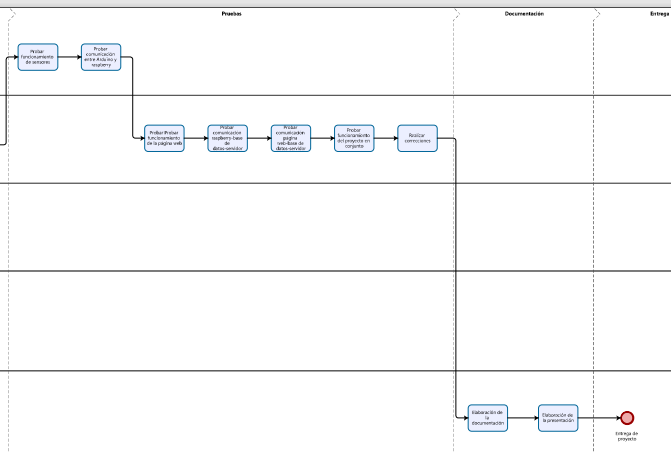 Pruebas
Documentación
Entrega
Probar
funcionamiento
de sensores
Probar
comunicación
entre Arduino y
raspberry
Probar Probar
funcionamiento
de la página web
Probar
comunicacion
raspberry-base
de
datos-servidor
Probar
comunicacion
pagina
web-base de
datos-servidor
Probar
funcionamiento
del proyecto en
conjunto
Realizar
correcciones
Elaboración de
la
documentación
Elaboración de
la presentación
Entrega de
proyecto